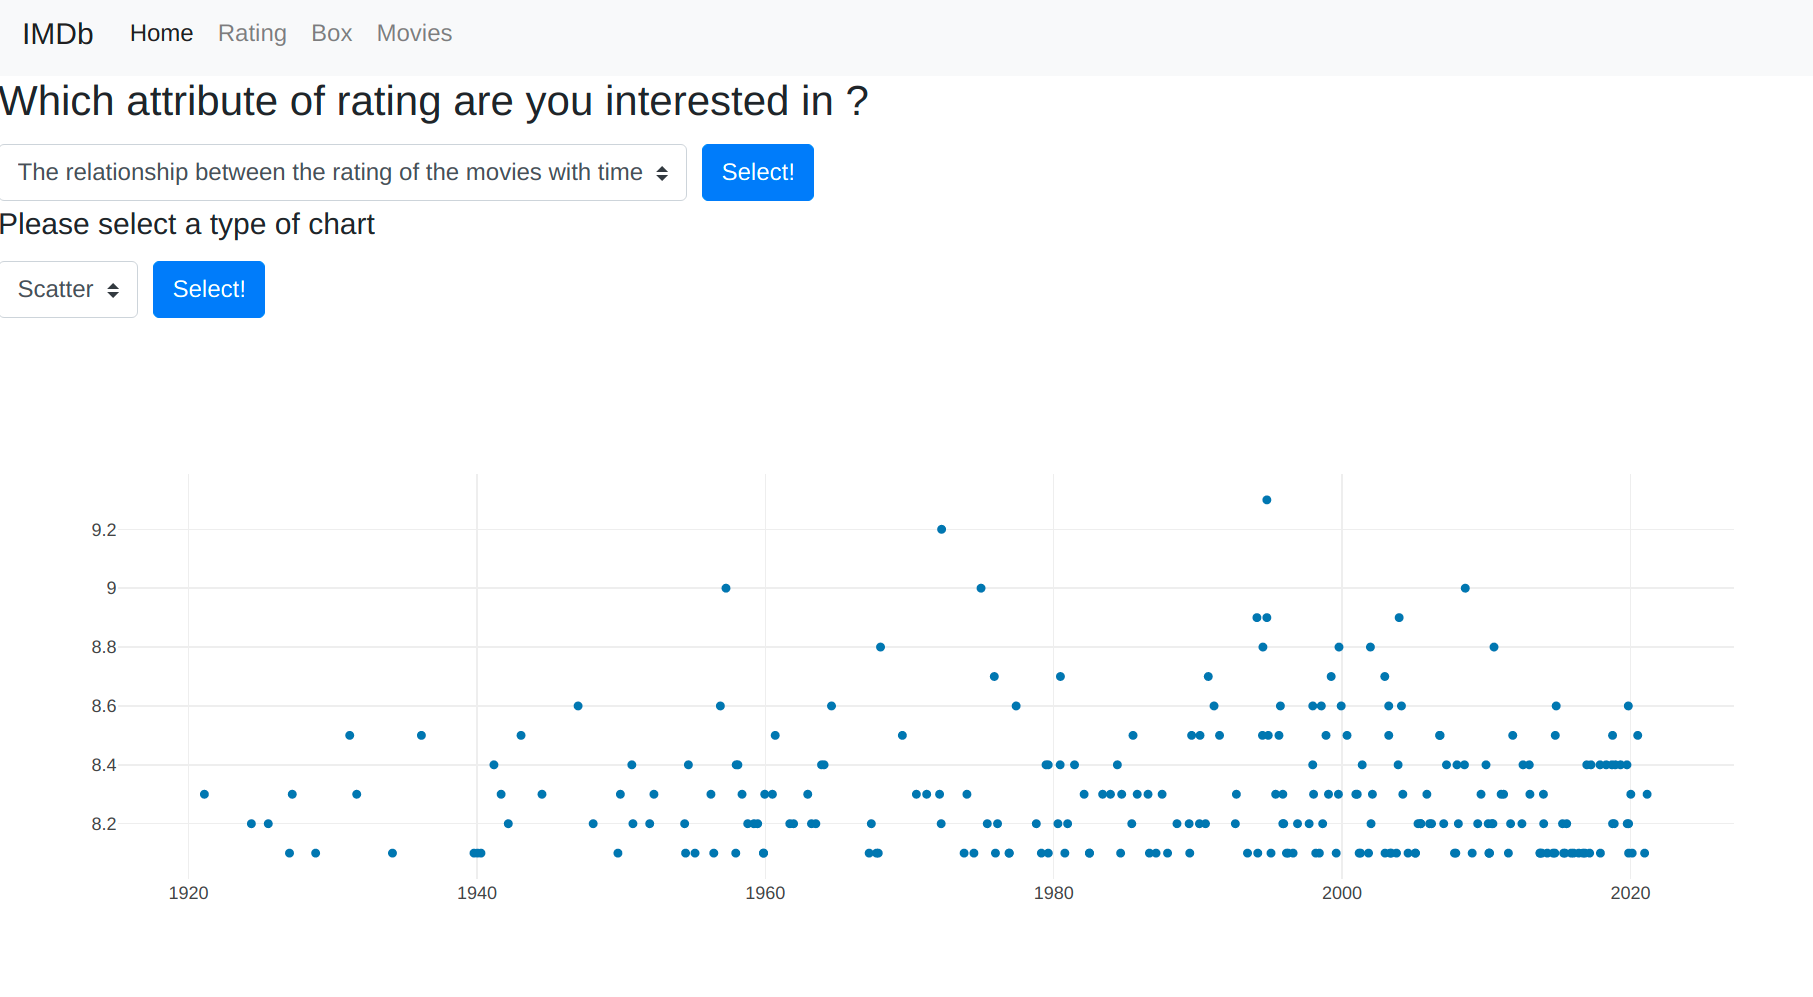 IMDb Home Rating Box Movies
Which attribute of rating are you interested in ?
The relationship between the rating of the movies with time Select!
Please select a type of chart
Scatter Select!
9.2
9
8.8
8.6
8.4
8.2
1920 1940 1960 1980 2000 2020